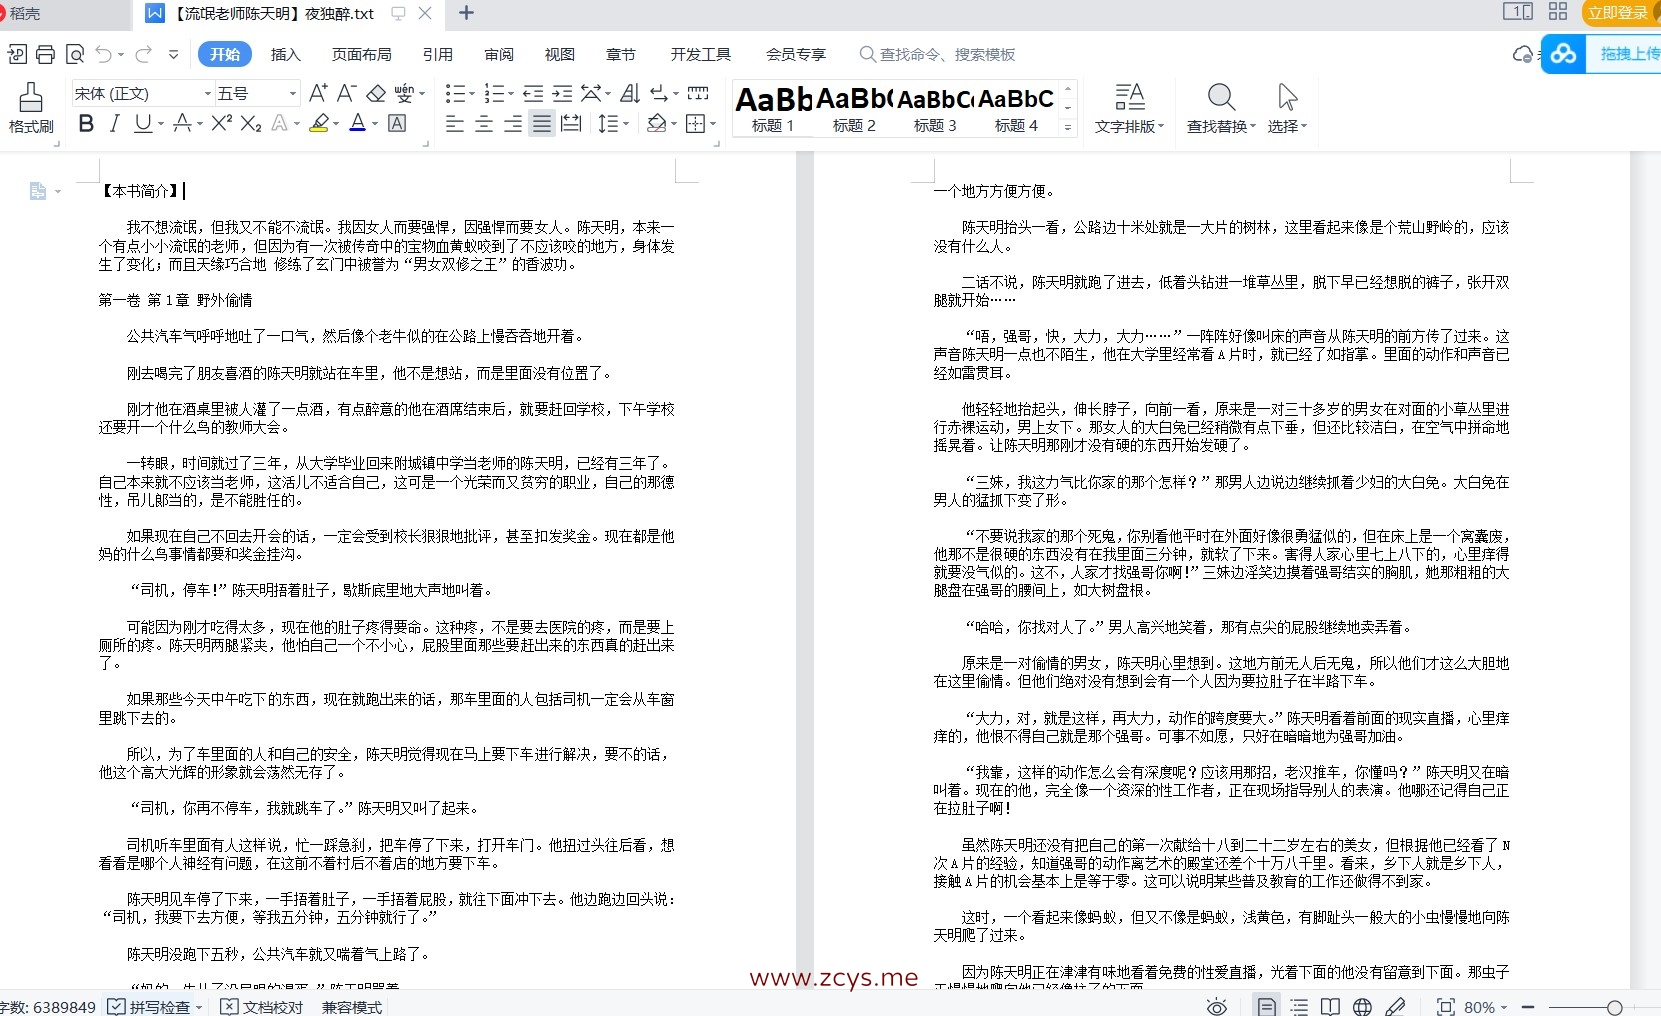 稻壳
【流氓老师陈天明】夜独醉.txt
立即登录
开始 插入 页面布局 引用 审阅 视图 章节 开发工具 会员专享 查找命令、搜索模板
拖拽上传
格式刷
宋体 (正文) 五号
AaBb AaBb( AaBbC AaBbC
标题 1 标题 2 标题 3 标题 4
文字排版 查找替换 选择
【本书简介】
我不想流氓，但我又不能不流氓。我因女人而要强悍，因强悍而要女人。陈天明，本来一
个有点小小流氓的老师，但因为有一次被传奇中的宝物血黄蚁咬到了不应该咬的地方，身体发
生了变化；而且天缘巧合地 修练了玄门中被誉为“男女双修之王”的香波功。
第一卷 第1章 野外偷情
公共汽车气呼呼地吐了一口气，然后像个老牛似的在公路上慢吞吞地开着。
刚去喝完了朋友喜酒的陈天明就站在车里，他不是想站，而是里面没有位置了。
刚才他在酒桌里被人灌了一点酒，有点醉意的他在酒席结束后，就要赶回学校，下午学校
还要开一个什么鸟的教师大会。
一转眼，时间就过了三年，从大学毕业回来附城镇中学当老师的陈天明，已经有三年了。
自己本来就不应该当老师，这活儿不适合自己，这可是一个光荣而又贫穷的职业，自己的那德
性，吊儿郎当的，是不能胜任的。
如果现在自己不回去开会的话，一定会受到校长狠狠地批评，甚至扣发奖金。现在都是他
妈的什么鸟事情都要和奖金挂沟。
“司机，停车！”陈天明捂着肚子，歇斯底里地大声地叫着。
可能因为刚才吃得太多，现在他的肚子疼得要命。这种疼，不是要去医院的疼，而是要上
厕所的疼。陈天明两腿紧夹，他怕自己一个不小心，屁股里面那些要赶出来的东西真的赶出来
了。
如果那些今天中午吃下的东西，现在就跑出来的话，那车里面的人包括司机一定会从车窗
里跳下去的。
所以，为了车里面的人和自己的安全，陈天明觉得现在马上要下车进行解决，要不的话，
他这个高大光辉的形象就会荡然无存了。
“司机，你再不停车，我就跳车了。”陈天明又叫了起来。
司机听车里面有人这样说，忙一踩急刹，把车停了下来，打开车门。他扭过头往后看，想
看看是哪个人神经有问题，在这前不着村后不着店的地方要下车。
陈天明见车停了下来，一手捂着肚子，一手捂着屁股，就往下面冲下去。他边跑边回头说：
“司机，我要下去方便，等我五分钟，五分钟就行了。”
陈天明没跑下五秒，公共汽车就又喘着气上路了。
一个地方方便方便。
陈天明抬头一看，公路边十米处就是一大片的树林，这里看起来像是个荒山野岭的，应该
没有什么人。
二话不说，陈天明就跑了进去，低着头钻进一堆草丛里，脱下早已经想脱的裤子，张开双
腿就开始……
“唔，强哥，快，大力，大力……”一阵阵好像叫床的声音从陈天明的前方传了过来。这
声音陈天明一点也不陌生，他在大学里经常看A片时，就已经了如指掌。里面的动作和声音已
经如雷贯耳。
他轻轻地抬起头，伸长脖子，向前一看，原来是一对三十多岁的男女在对面的小草丛里进
行赤裸运动，男上女下。那女人的大白兔已经稍微有点下垂，但还比较洁白，在空气中拼命地
摇晃着。让陈天明那刚才没有硬的东西开始发硬了。
“三妹，我这力气比你家的那个怎样？”那男人边说边继续抓着少妇的大白兔。大白兔在
男人的猛抓下变了形。
“不要说我家的那个死鬼，你别看他平时在外面好像很勇猛似的，但在床上是一个窝囊废，
他那不是很硬的东西没有在我里面三分钟，就软了下来。害得人家心里七上八下的，心里痒得
就要没气似的。这不，人家才找强哥你啊！”三妹边淫笑边摸着强哥结实的胸肌，她那粗粗的大
腿盘在强哥的腰间上，如大树盘根。
“哈哈，你找对人了。”男人高兴地笑着，那有点尖的屁股继续地卖弄着。
原来是一对偷情的男女，陈天明心里想到。这地方前无人后无鬼，所以他们才这么大胆地
在这里偷情。但他们绝对没有想到会有一个人因为要拉肚子在半路下车。
“大力，对，就是这样，再大力，动作的跨度要大。”陈天明看着前面的现实直播，心里痒
痒的，他恨不得自己就是那个强哥。可事不如愿，只好在暗暗地为强哥加油。
“我靠，这样的动作怎么会有深度呢？应该用那招，老汉推车，你懂吗？”陈天明又在暗
叫着。现在的他，完全像一个资深的性工作者，正在现场指导别人的表演。他哪还记得自己正
在拉肚子啊！
虽然陈天明还没有把自己的第一次献给十八到二十二岁左右的美女，但根据他已经看了N
次A片的经验，知道强哥的动作离艺术的殿堂还差个十万八千里。看来，乡下人就是乡下人，
接触A片的机会基本上是等于零。这可以说明某些普及教育的工作还做得不到家。
这时，一个看起来像蚂蚁，但又不像是蚂蚁，浅黄色，有脚趾头一般大的小虫慢慢地向陈
天明爬了过来。
因为陈天明正在津津有味地看着免费的性爱直播，光着下面的他没有留意到下面。那虫子
www.zcys.me
字数: 6389849 拼写检查 文档校对 兼容模式 80%